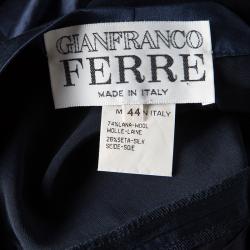 GIANFRANCO
FERRE
MADE IN ITALY
M 44 N ITALY
74%LANA-WOOL
WOLLE-LAINE
26%SETA-SILK
SEIDE-SOIE